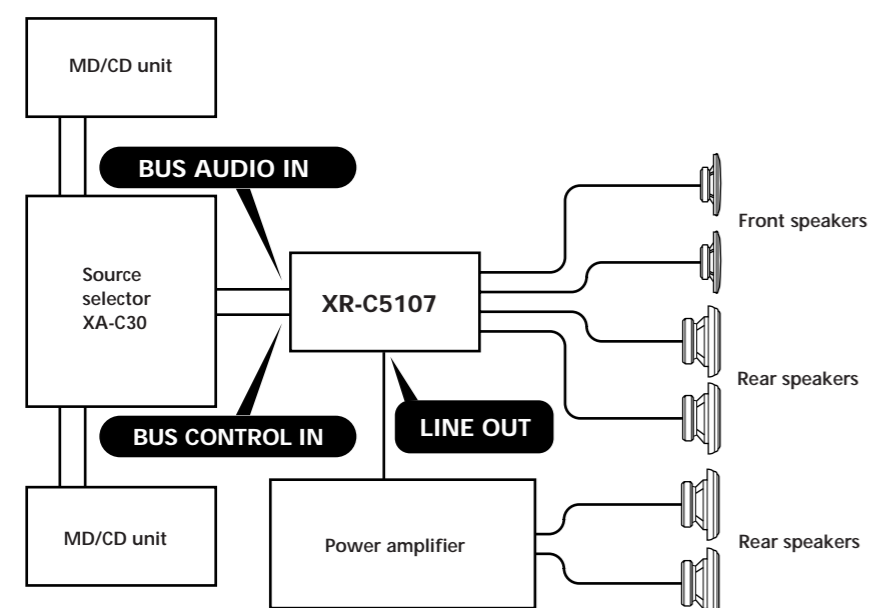 MD/CD unit
BUS AUDIO IN
Front speakers
Source
selector
XA-C30
XR-C5107
Rear speakers
BUS CONTROL IN
LINE OUT
MD/CD unit
Power amplifier
Rear speakers